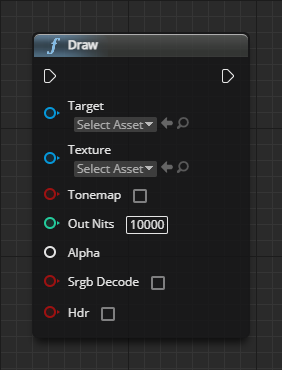 Draw
Target
Select Asset
Texture
Select Asset
Tonemap
Out Nits 10000
Alpha
Srgb Decode
Hdr